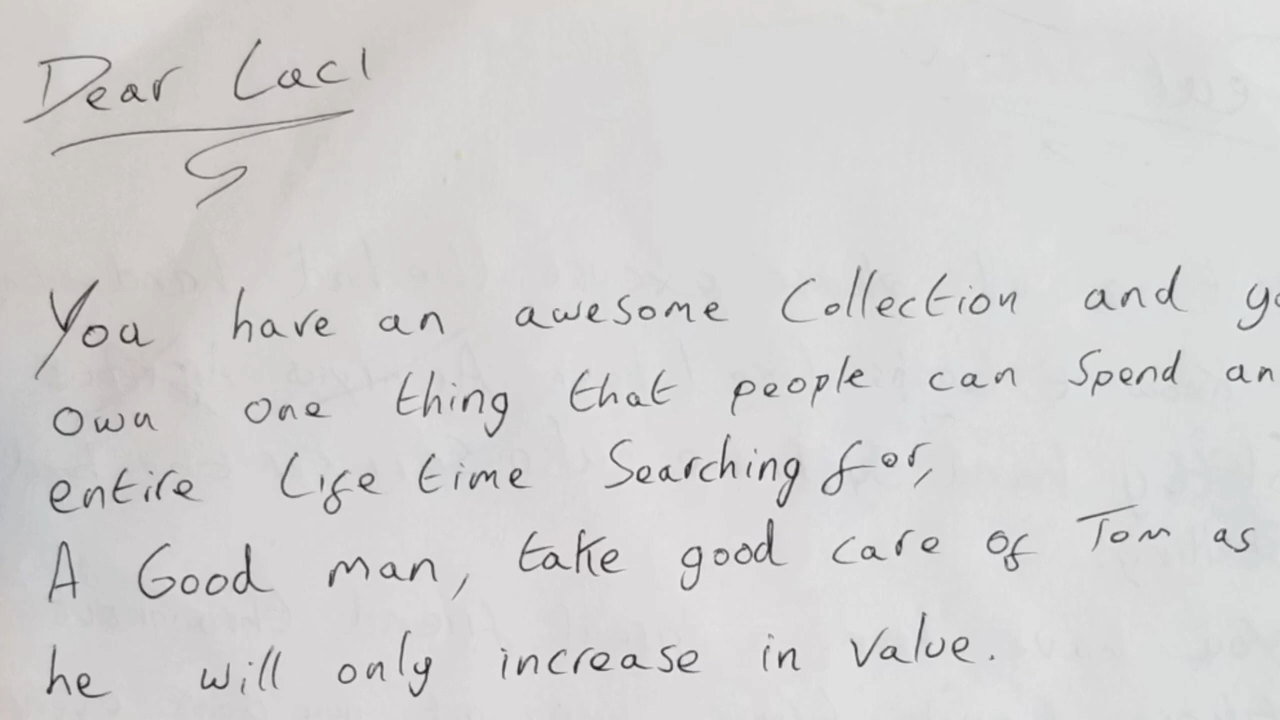 Dear Laci
You have an awesome Collection and yo
own one thing that people can Spend an
entire Life time Searching for,
A Good man, take good care of Tom as
he will only increase in Value.